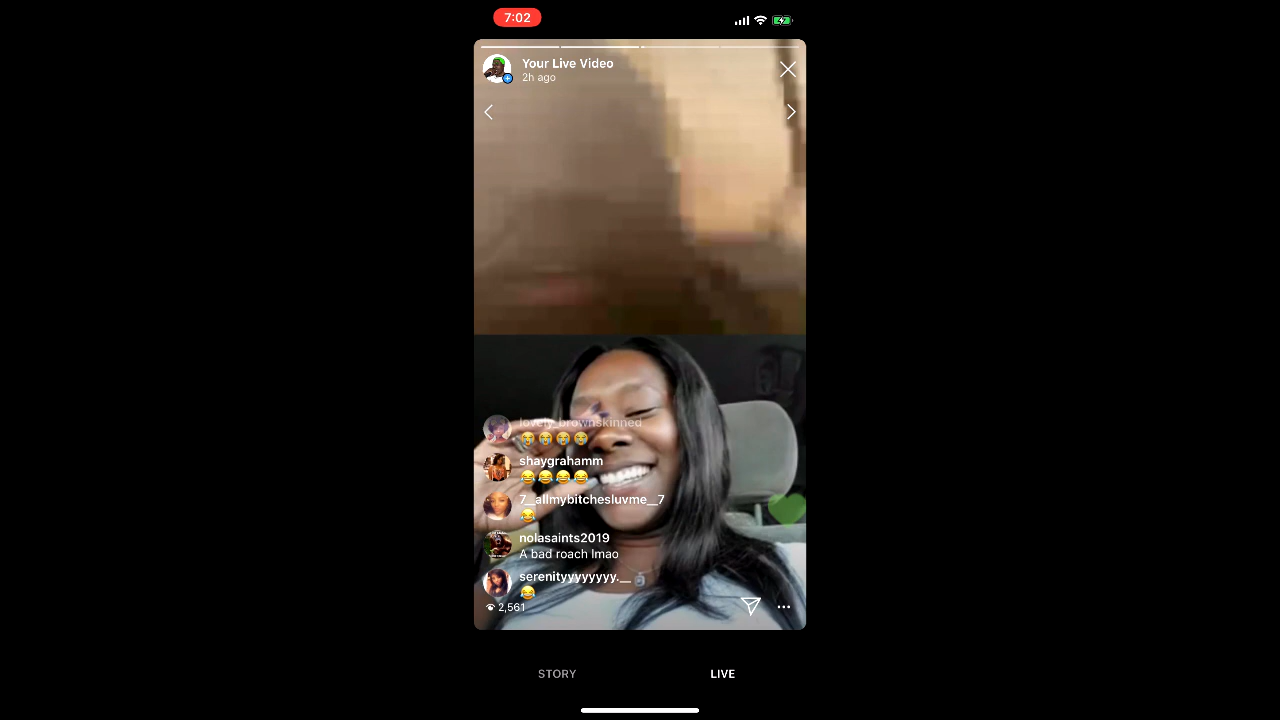 7:02
Your Live Video
2h ago
lovely_brownskinned
😭😭😭😭
shaygrahamm
😂😂😂😂
7__allmybitchesluvme__7
😂
nolasaints2019
A bad roach lmao
serenityyyyyyyy.__
😂
2,561
STORY
LIVE